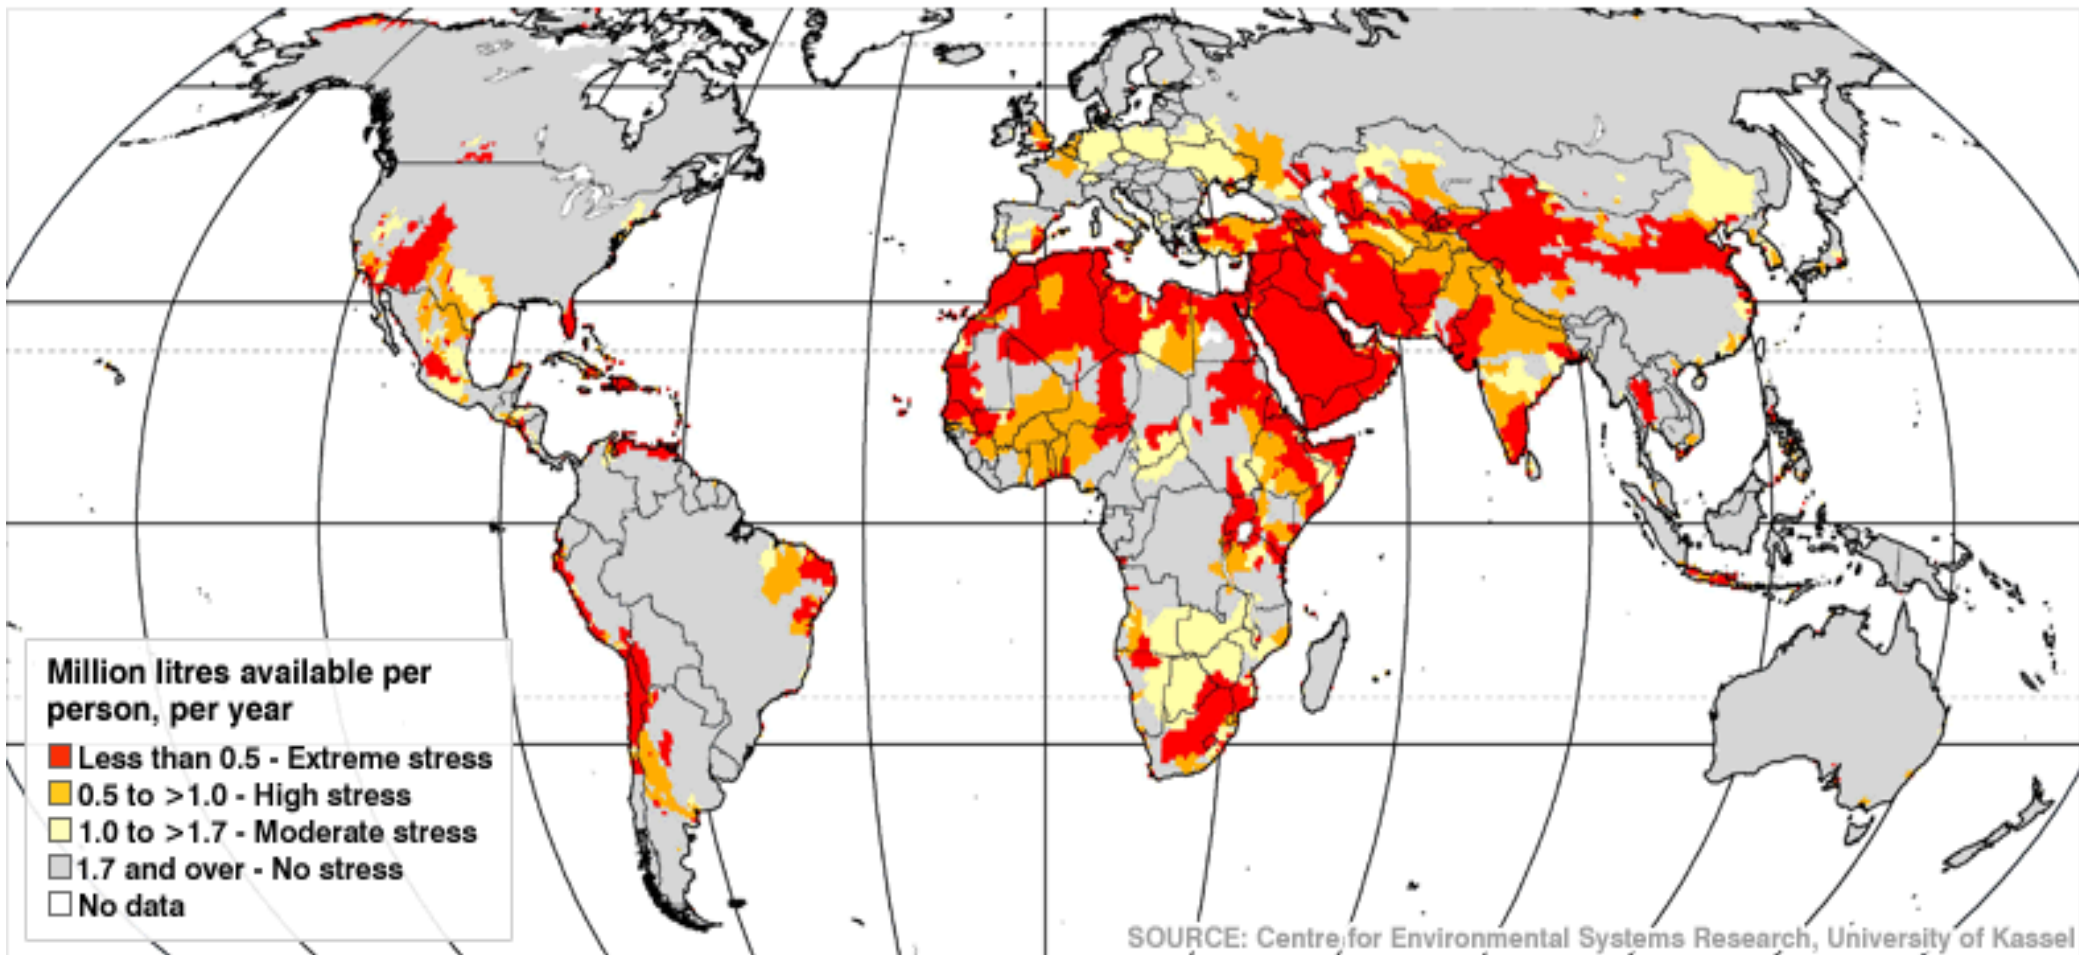 Million litres available per
person, per year
Less than 0.5 - Extreme stress
0.5 to >1.0 - High stress
1.0 to >1.7 - Moderate stress
1.7 and over - No stress
No data
SOURCE: Centre for Environmental Systems Research, University of Kassel